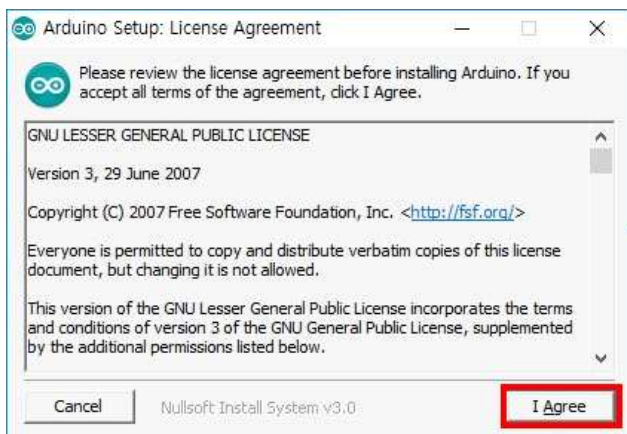 Arduino Setup: License Agreement
Please review the license agreement before installing Arduino. If you
accept all terms of the agreement, click I Agree.
GNU LESSER GENERAL PUBLIC LICENSE
Version 3, 29 June 2007
Copyright (C) 2007 Free Software Foundation, Inc. <http://fsf.org/>
Everyone is permitted to copy and distribute verbatim copies of this license
document, but changing it is not allowed.
This version of the GNU Lesser General Public License incorporates the terms
and conditions of version 3 of the GNU General Public License, supplemented
by the additional permissions listed below.
Cancel Nullsoft Install System v3.0 I Agree